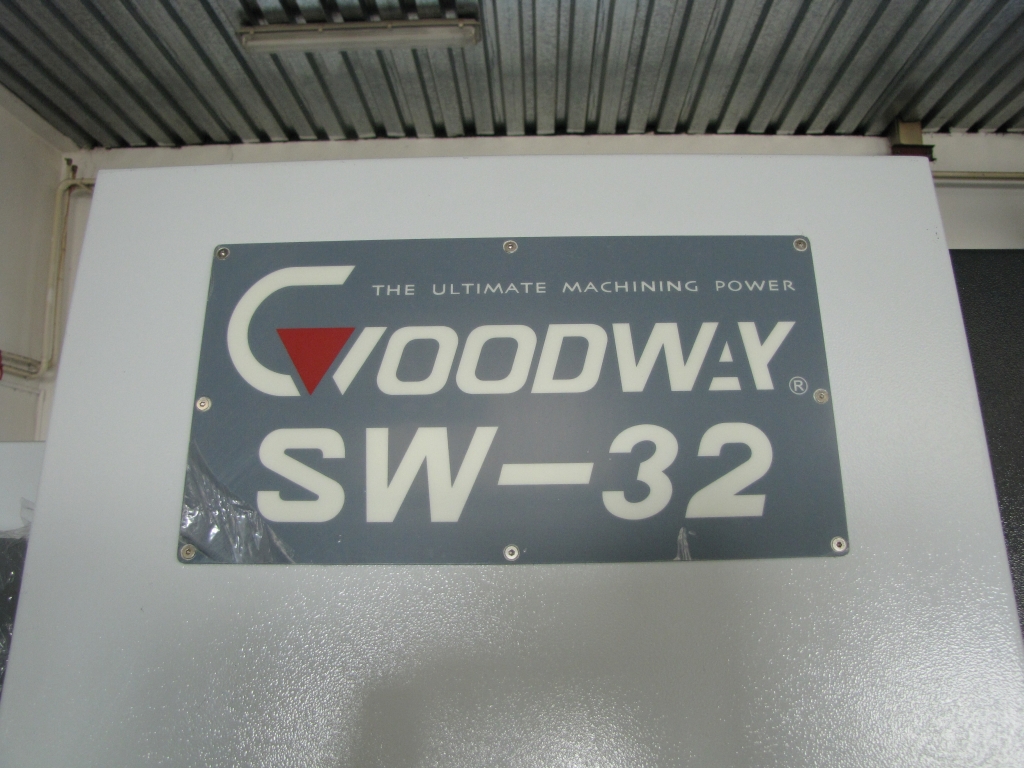 THE ULTIMATE MACHINING POWER
GOODWAY®
SW-32